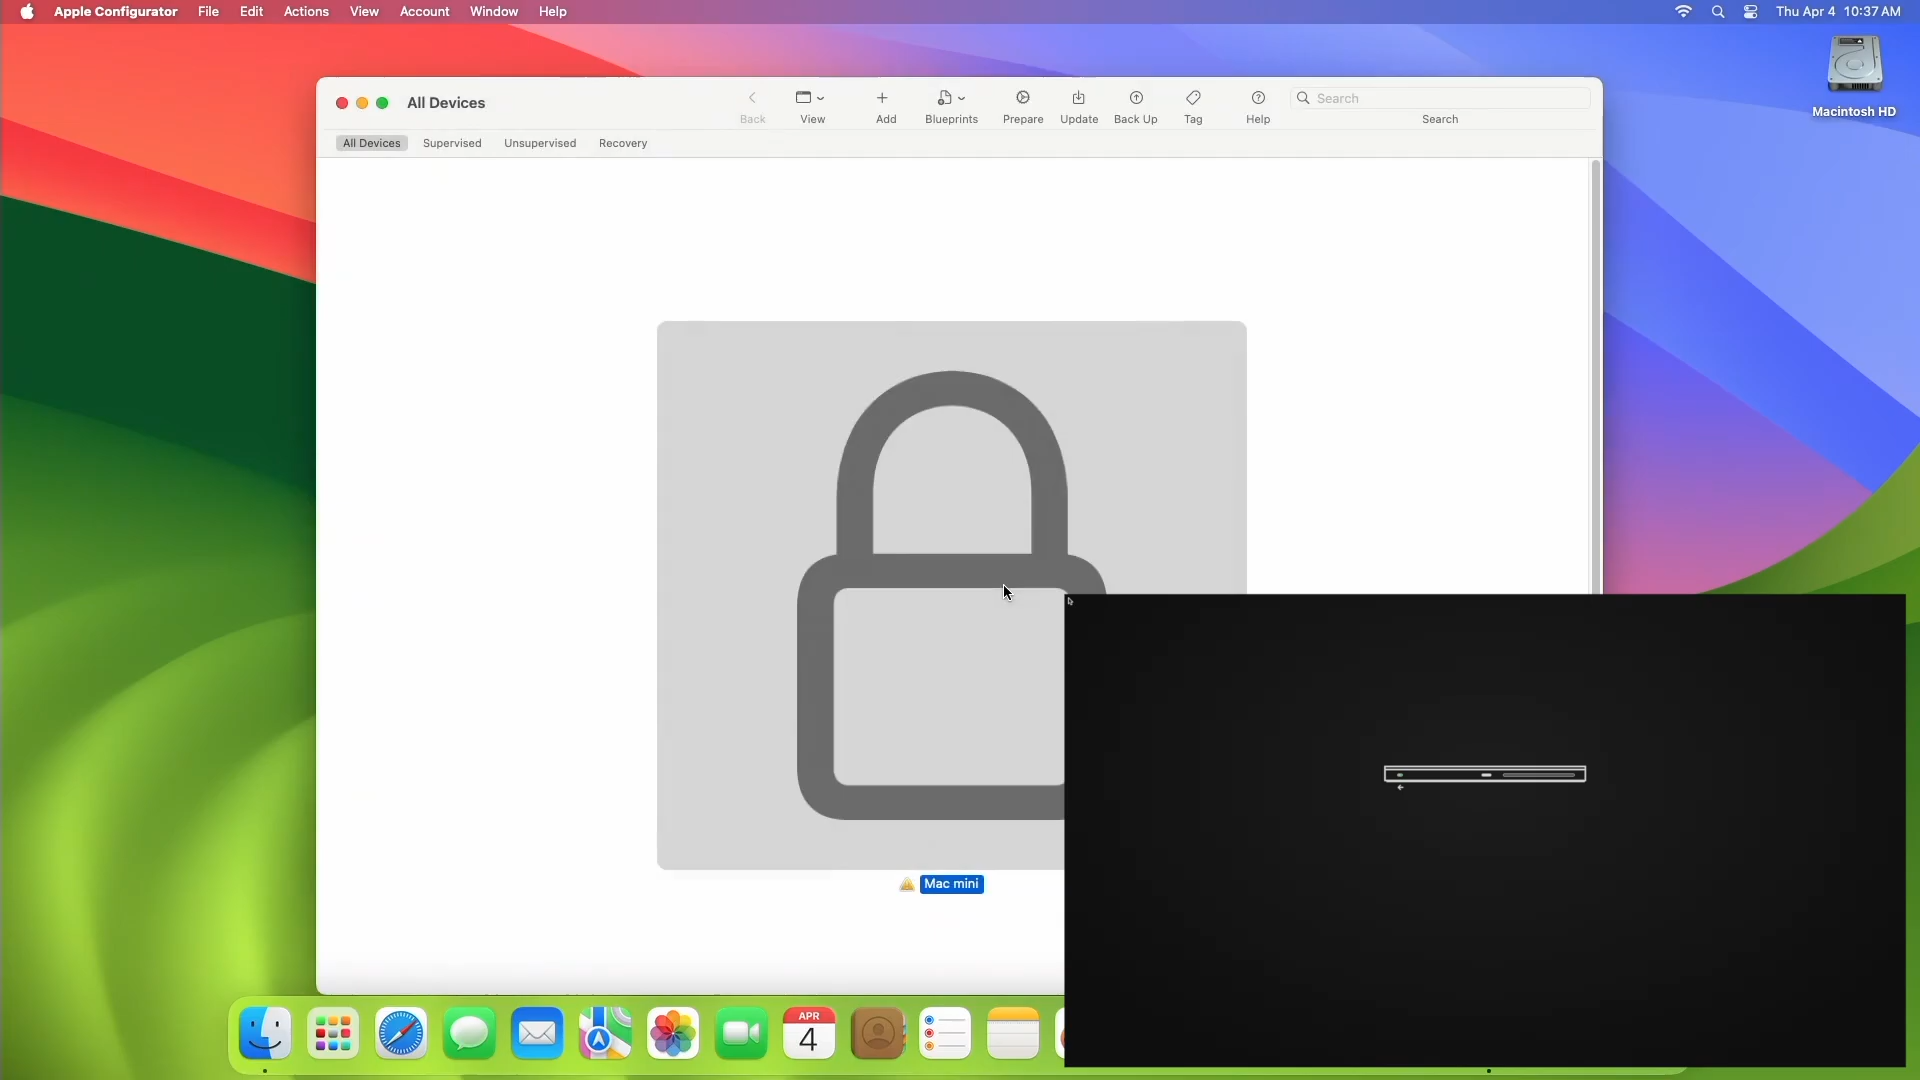 Apple Configurator File Edit Actions View Account Window Help Thu Apr 4 10:37 AM
Macintosh HD
All Devices
Search
Back View Add Blueprints Prepare Update Back Up Tag Help Search
All Devices Supervised Unsupervised Recovery
Mac mini
APR
4